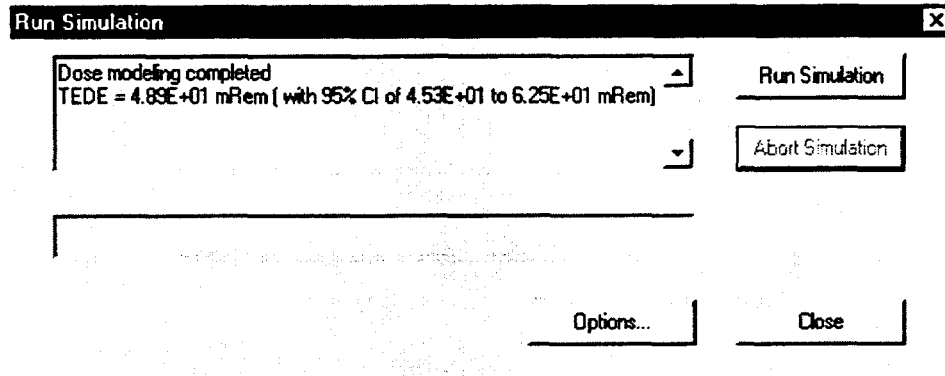 Run Simulation
Dose modeling completed
TEDE = 4.89E+01 mRem ( with 95% CI of 4.53E+01 to 6.25E+01 mRem)
Run Simulation
Abort Simulation
Options...
Close